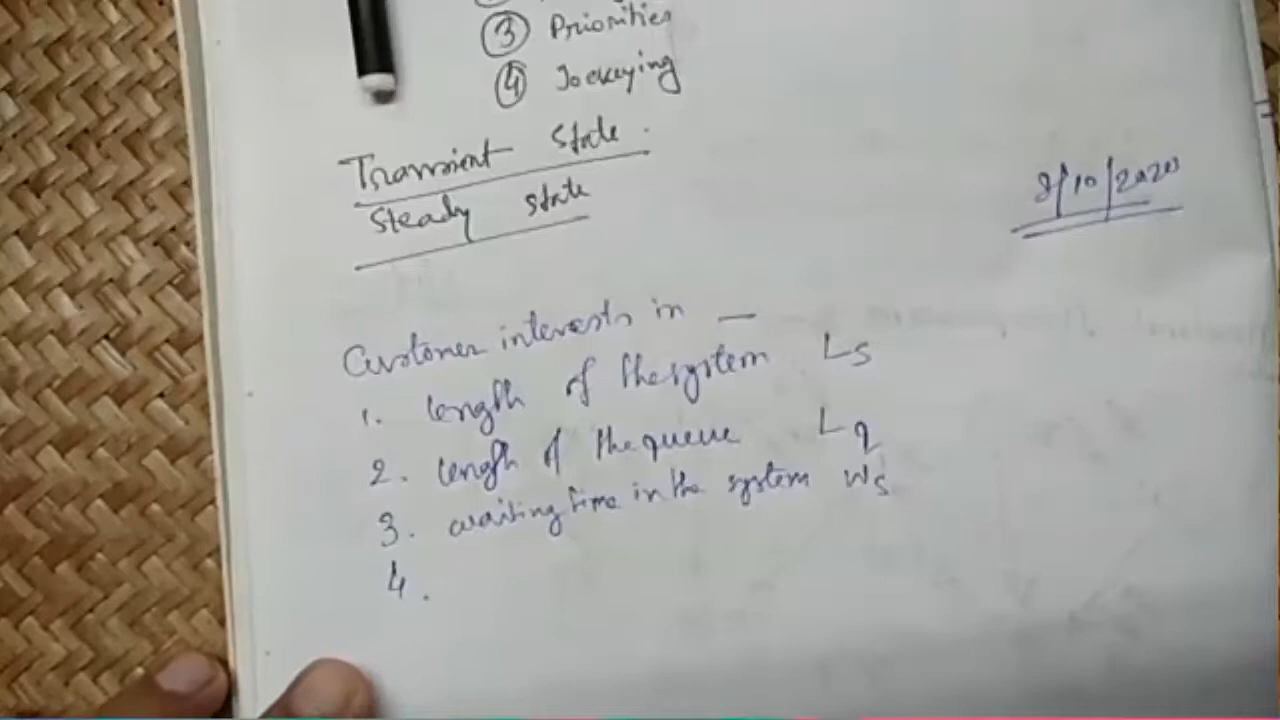 ③ Priorities
④ Jockeying
Transient state.
Steady state
8/10/2020
Customer interests in —
1. length of the system Ls
2. length of the queue Lq
3. waiting time in the system Ws
4.